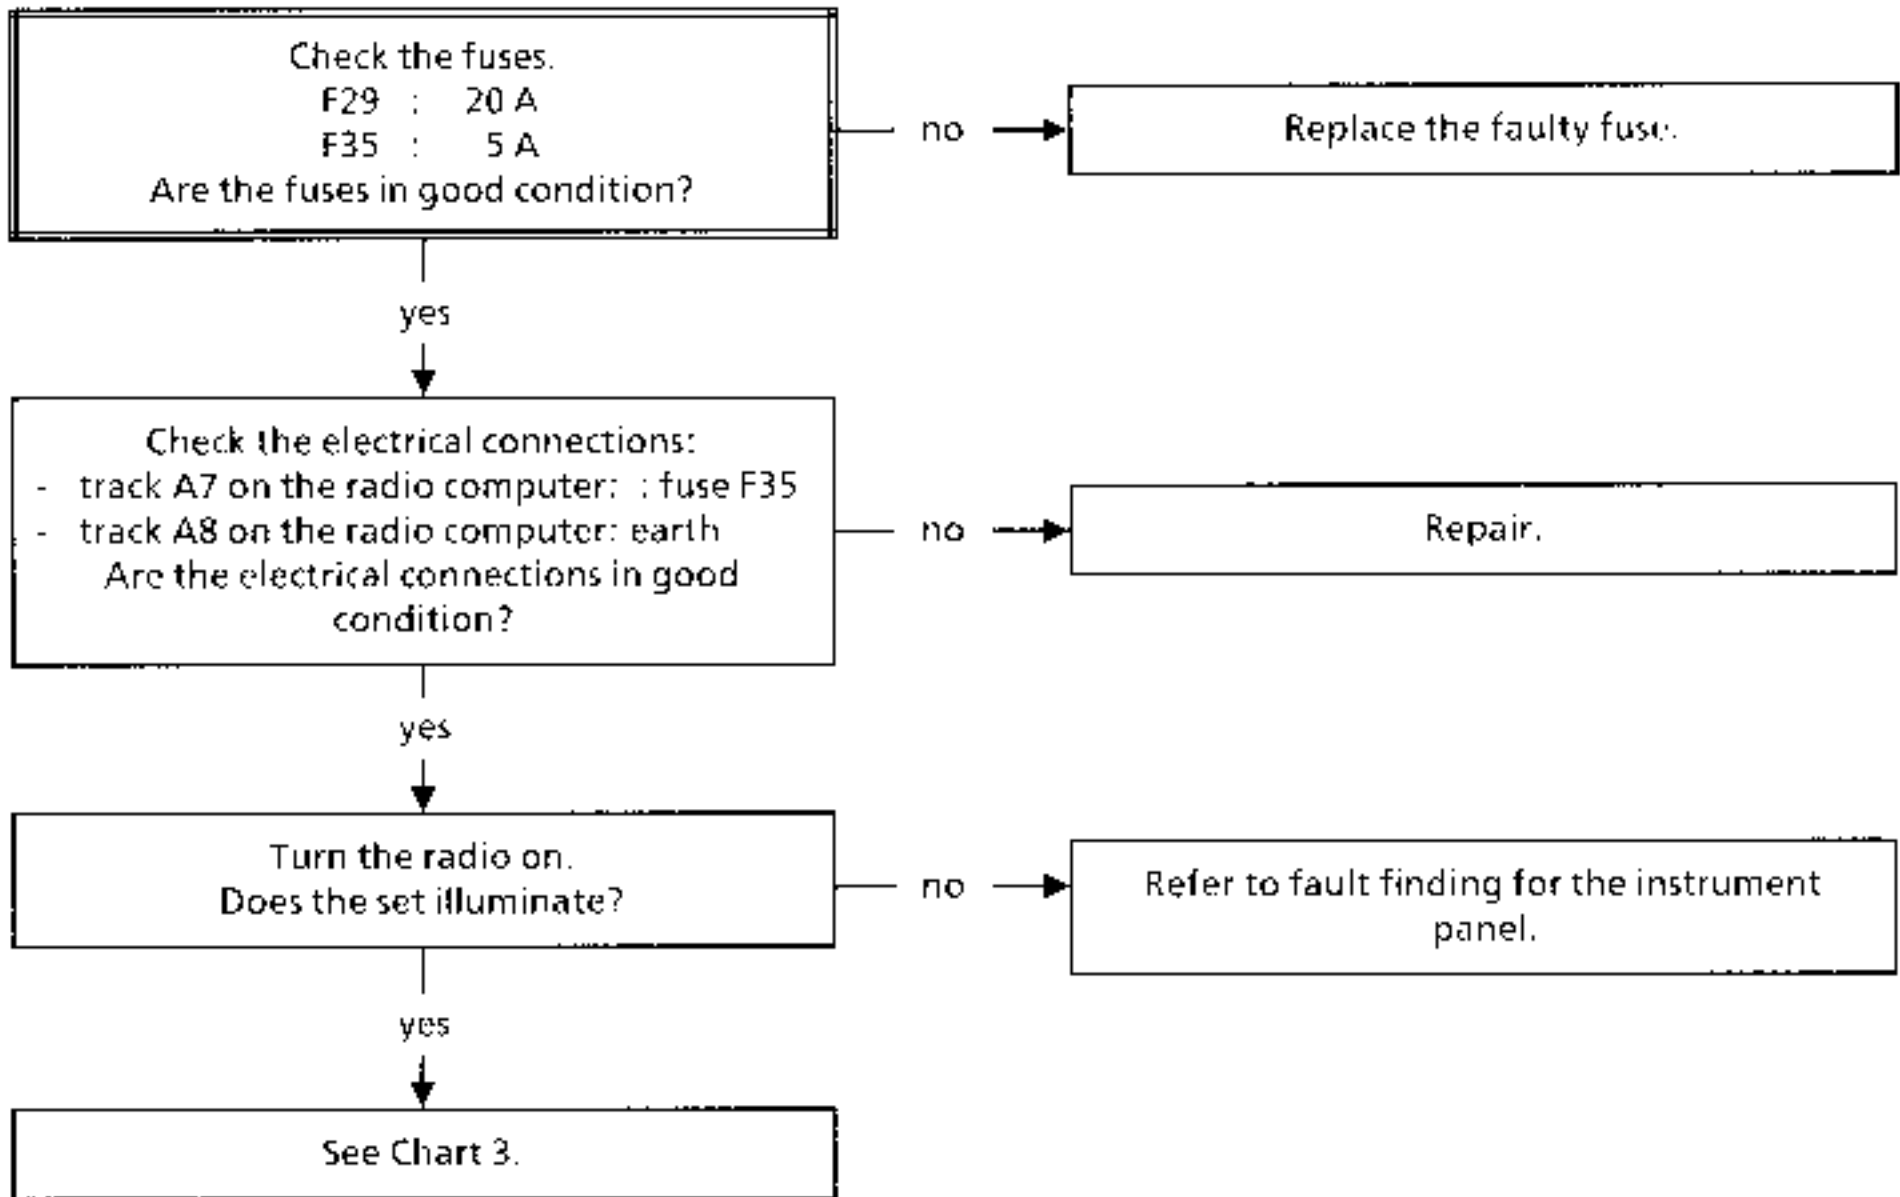 Check the fuses.
F29 : 20 A
F35 : 5 A
Are the fuses in good condition?
no
Replace the faulty fuse.
yes
Check the electrical connections:
- track A7 on the radio computer: : fuse F35
- track A8 on the radio computer: earth
Are the electrical connections in good
condition?
no
Repair.
yes
Turn the radio on.
Does the set illuminate?
no
Refer to fault finding for the instrument
panel.
yes
See Chart 3.